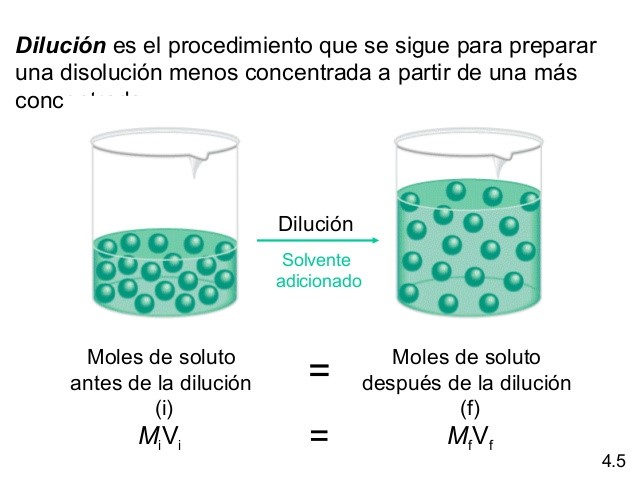 Dilución es el procedimiento que se sigue para preparar
una disolución menos concentrada a partir de una más
Dilución
Solvente
adicionado
Moles de soluto
antes de la dilución
(i)
=
Moles de soluto
después de la dilución
(f)
MiVi
=
MfVf
4.5